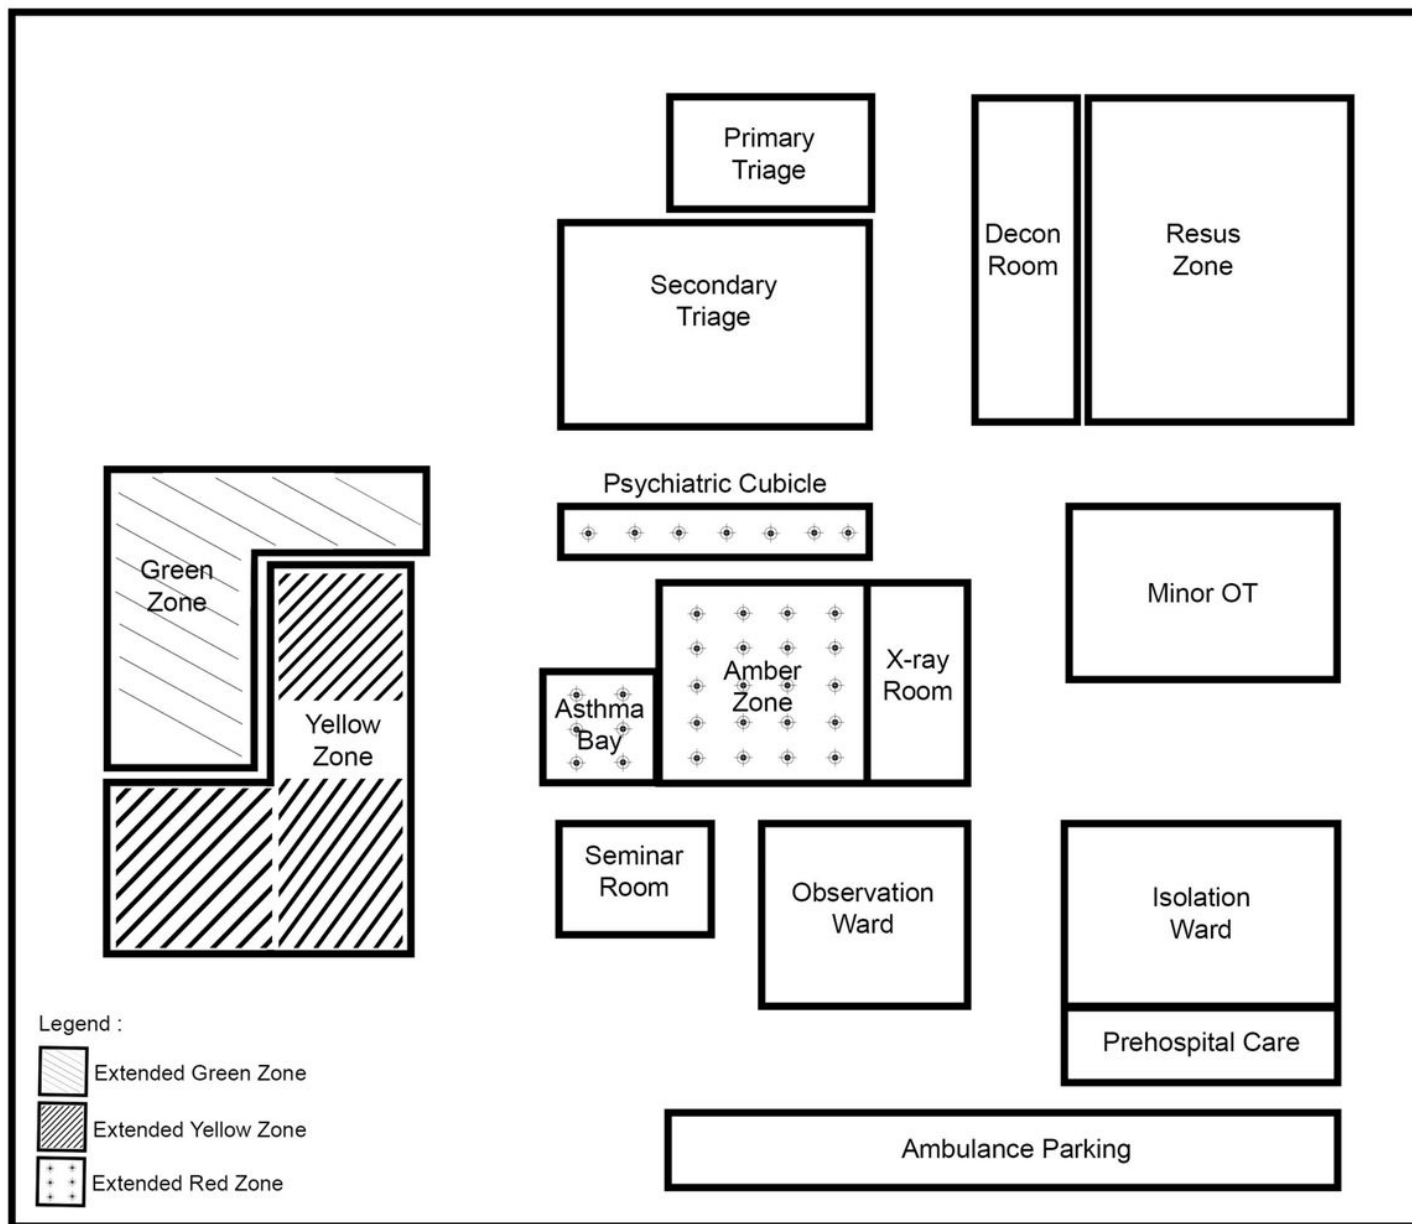 Primary
Triage
Decon
Room
Resus
Zone
Secondary
Triage
Psychiatric Cubicle
Green
Zone
Minor OT
Yellow
Zone
Asthma
Bay
Amber
Zone
X-ray
Room
Seminar
Room
Observation
Ward
Isolation
Ward
Prehospital Care
Ambulance Parking
Legend :
Extended Green Zone
Extended Yellow Zone
Extended Red Zone